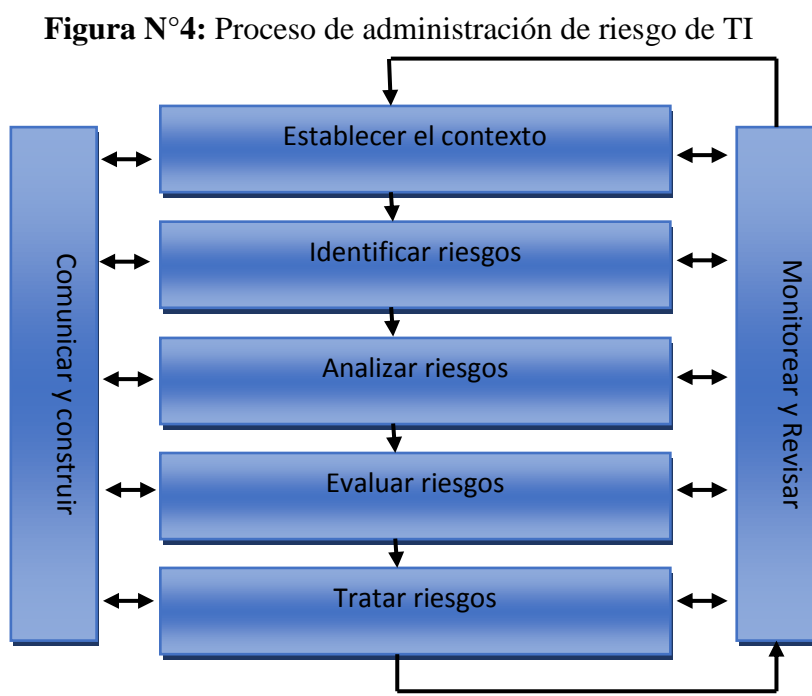 Figura N°4: Proceso de administración de riesgo de TI
Establecer el contexto
Identificar riesgos
Analizar riesgos
Evaluar riesgos
Tratar riesgos
Comunicar y construir
Monitorear y Revisar